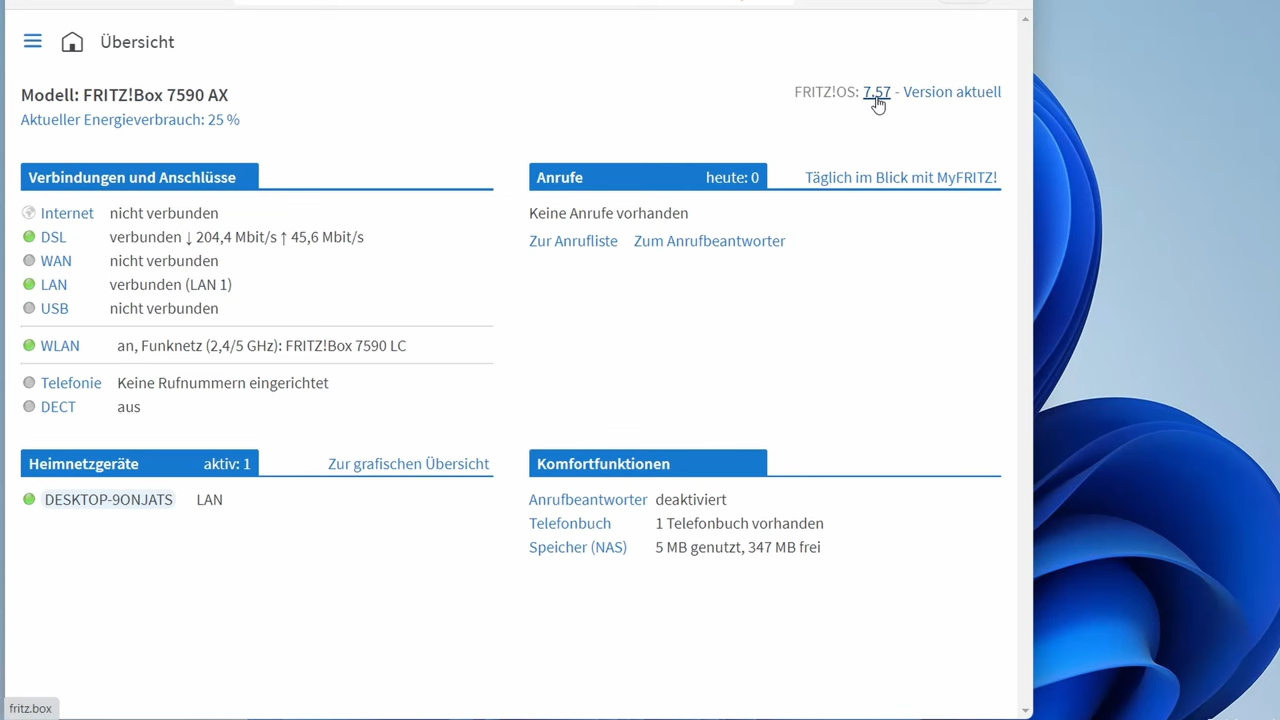 Übersicht
Modell: FRITZ!Box 7590 AX
FRITZ!OS: 7.57 - Version aktuell
Aktueller Energieverbrauch: 25 %
Verbindungen und Anschlüsse
Internet nicht verbunden
DSL verbunden ↓ 204,4 Mbit/s ↑ 45,6 Mbit/s
WAN nicht verbunden
LAN verbunden (LAN 1)
USB nicht verbunden
WLAN an, Funknetz (2,4/5 GHz): FRITZ!Box 7590 LC
Telefonie Keine Rufnummern eingerichtet
DECT aus
Anrufe heute: 0 Täglich im Blick mit MyFRITZ!
Keine Anrufe vorhanden
Zur Anrufliste Zum Anrufbeantworter
Heimnetzgeräte aktiv: 1 Zur grafischen Übersicht
DESKTOP-9ONJATS LAN
Komfortfunktionen
Anrufbeantworter deaktiviert
Telefonbuch 1 Telefonbuch vorhanden
Speicher (NAS) 5 MB genutzt, 347 MB frei
fritz.box